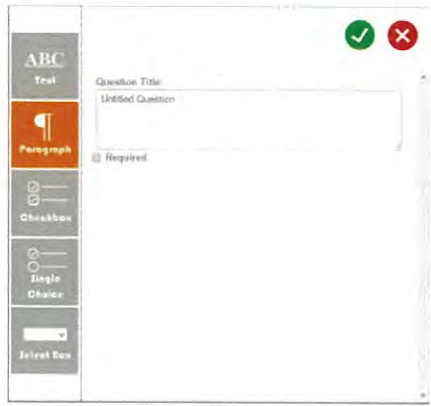 ABC
Text
Paragraph
Checkbox
Single
Choice
Select Box
Question Title:
Untitled Question
Required